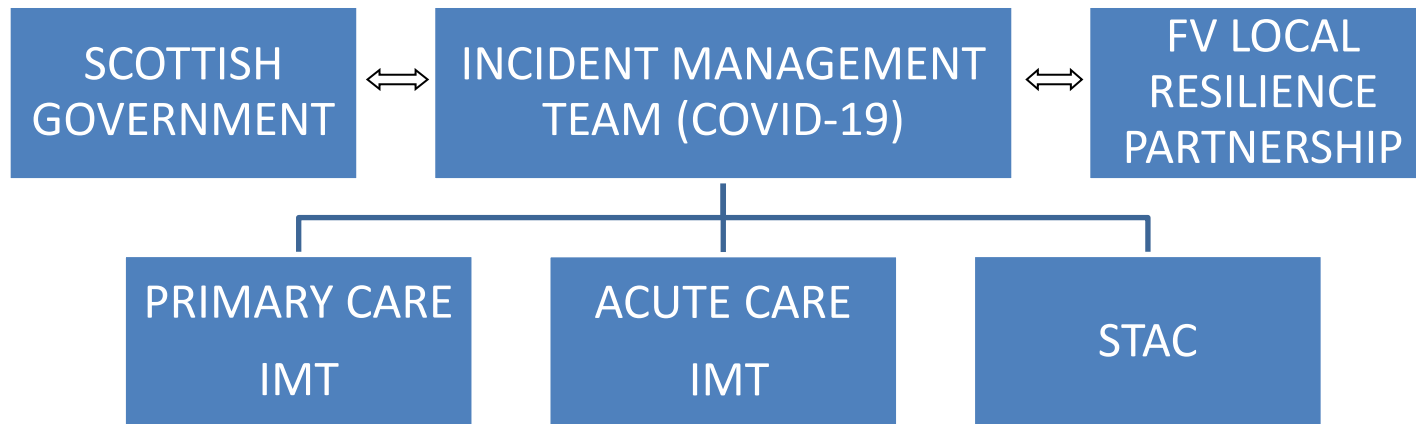 SCOTTISH
GOVERNMENT
INCIDENT MANAGEMENT
TEAM (COVID-19)
FV LOCAL
RESILIENCE
PARTNERSHIP
PRIMARY CARE
IMT
ACUTE CARE
IMT
STAC